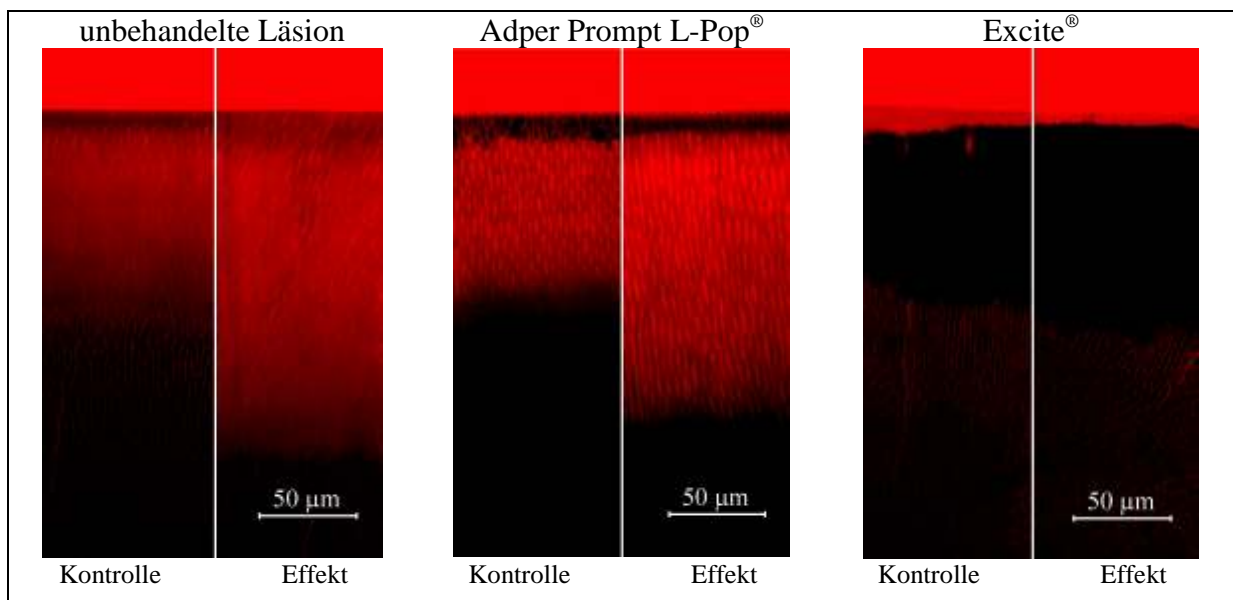 unbehandelte Läsion
Adper Prompt L-Pop®
Excite®
50 µm
50 µm
50 µm
Kontrolle Effekt
Kontrolle Effekt
Kontrolle Effekt